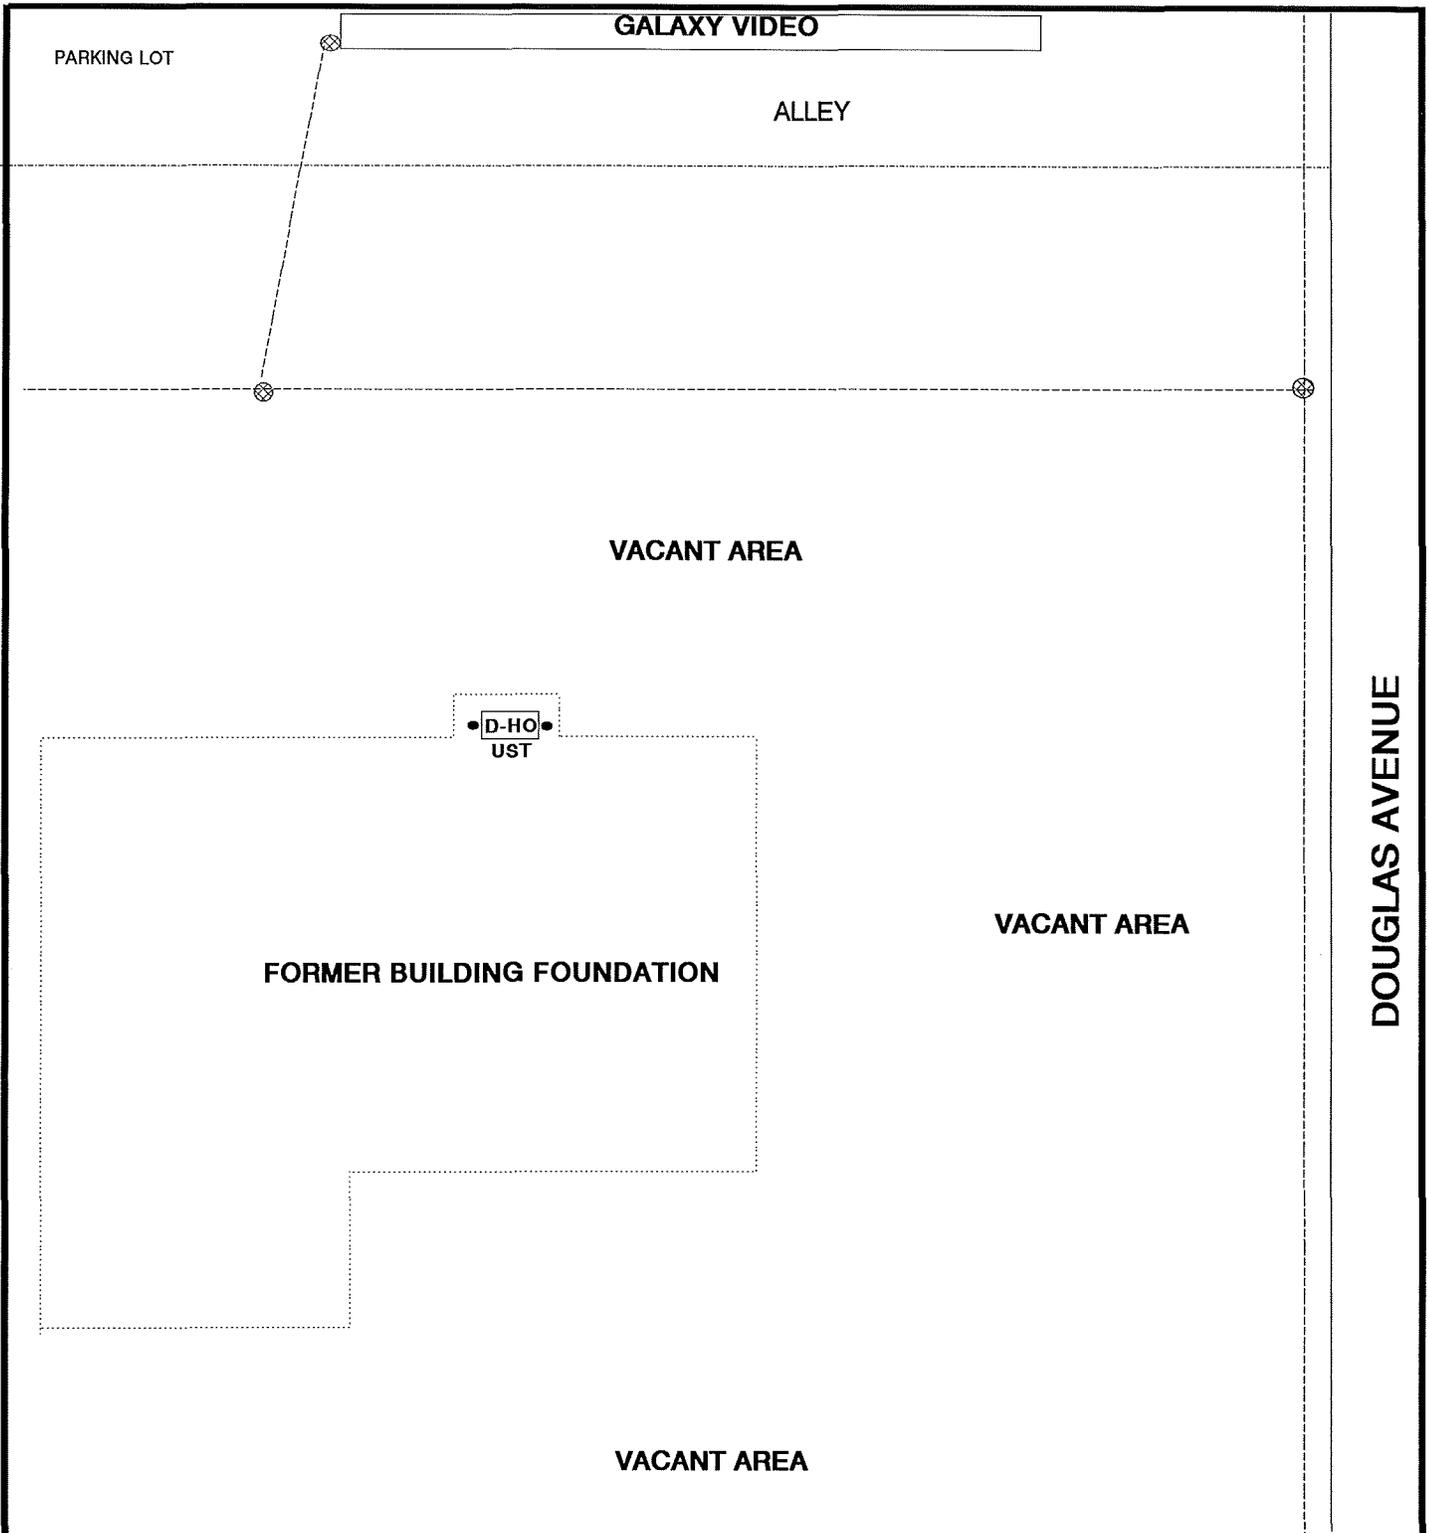 GALAXY VIDEO
PARKING LOT
ALLEY
VACANT AREA
D-HO
UST
DOUGLAS AVENUE
VACANT AREA
FORMER BUILDING FOUNDATION
VACANT AREA